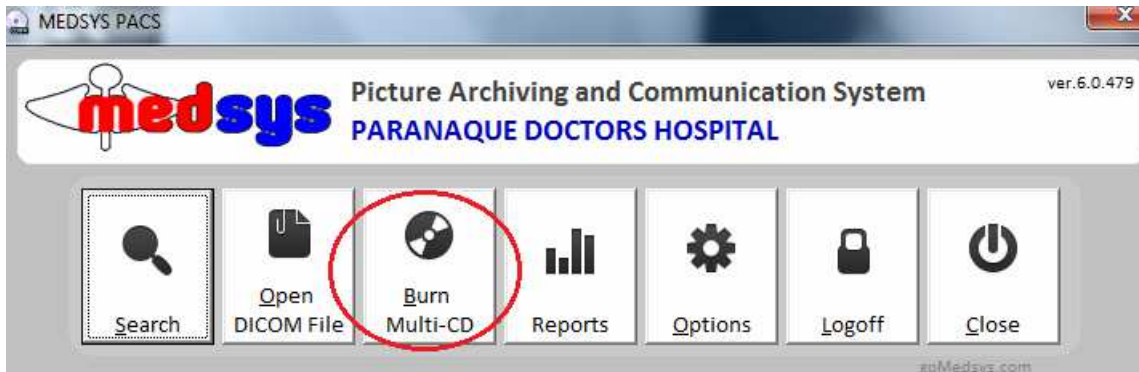 MEDSYS PACS
medsys
Picture Archiving and Communication System
ver.6.0.479
PARANAQUE DOCTORS HOSPITAL
Search
Open
DICOM File
Burn
Multi-CD
Reports
Options
Logoff
Close
goMedsys.com